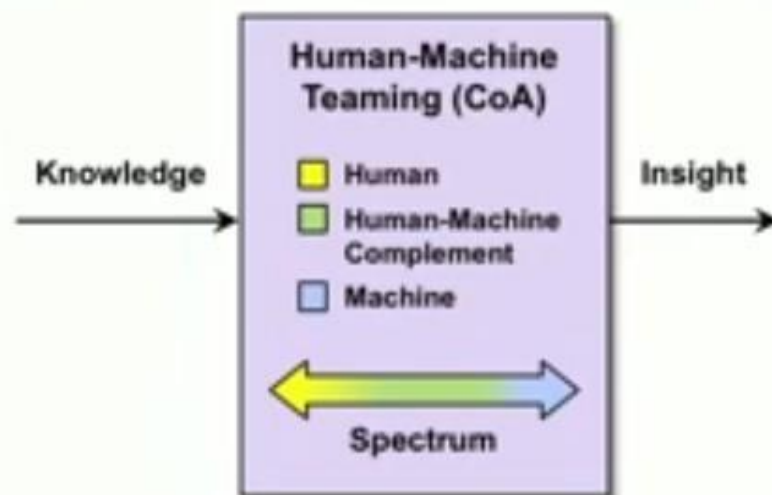 Human-Machine
Teaming (CoA)
Knowledge
Human
Human-Machine
Complement
Machine
Insight
Spectrum